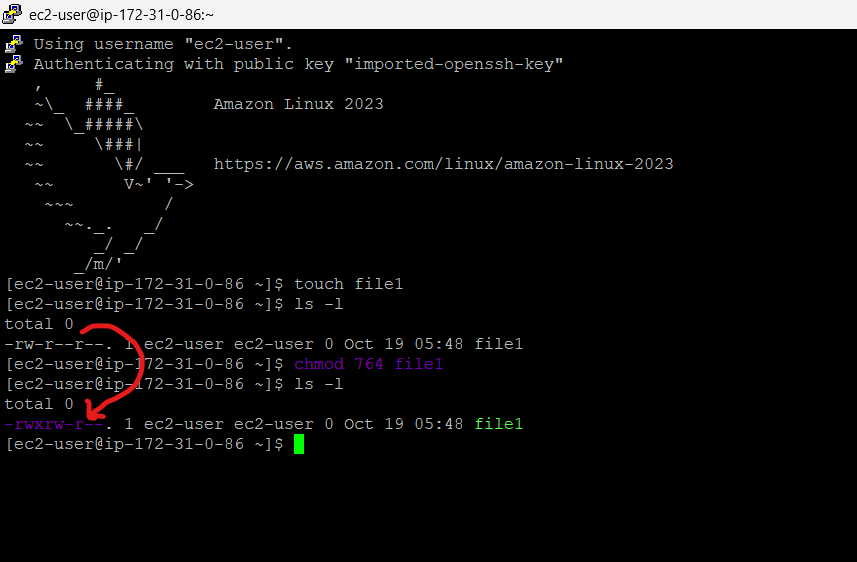 ec2-user@ip-172-31-0-86:~
Using username "ec2-user".
Authenticating with public key "imported-openssh-key"
   ,     #_
   ~\_  ####_        Amazon Linux 2023
  ~~  \_#####\
  ~~     \###|
  ~~       \#/ ___   https://aws.amazon.com/linux/amazon-linux-2023
   ~~       V~' '->
    ~~~         /
      ~~._.   _/
         _/ _/
       _/m/'
[ec2-user@ip-172-31-0-86 ~]$ touch file1
[ec2-user@ip-172-31-0-86 ~]$ ls -l
total 0
-rw-r--r--. 1 ec2-user ec2-user 0 Oct 19 05:48 file1
[ec2-user@ip-172-31-0-86 ~]$ chmod 764 file1
[ec2-user@ip-172-31-0-86 ~]$ ls -l
total 0
-rwxrw-r--. 1 ec2-user ec2-user 0 Oct 19 05:48 file1
[ec2-user@ip-172-31-0-86 ~]$